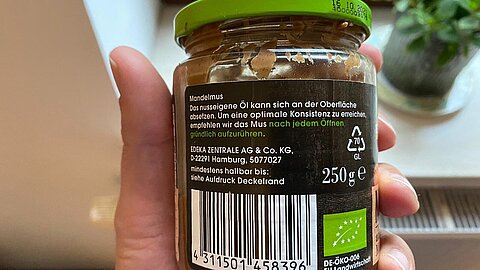 Mandelmus
Das nusseigene Öl kann sich an der Oberfläche
absetzen. Um eine optimale Konsistenz zu erreichen,
empfehlen wir das Mus nach jedem Öffnen
gründlich aufzurühren.
EDEKA ZENTRALE AG & Co. KG,
D-22291 Hamburg, 5077027
mindestens haltbar bis:
siehe Aufdruck Deckelrand
70
GL
250 g e
4 311501 458396
DE-ÖKO-006
EU Landwirtschaft